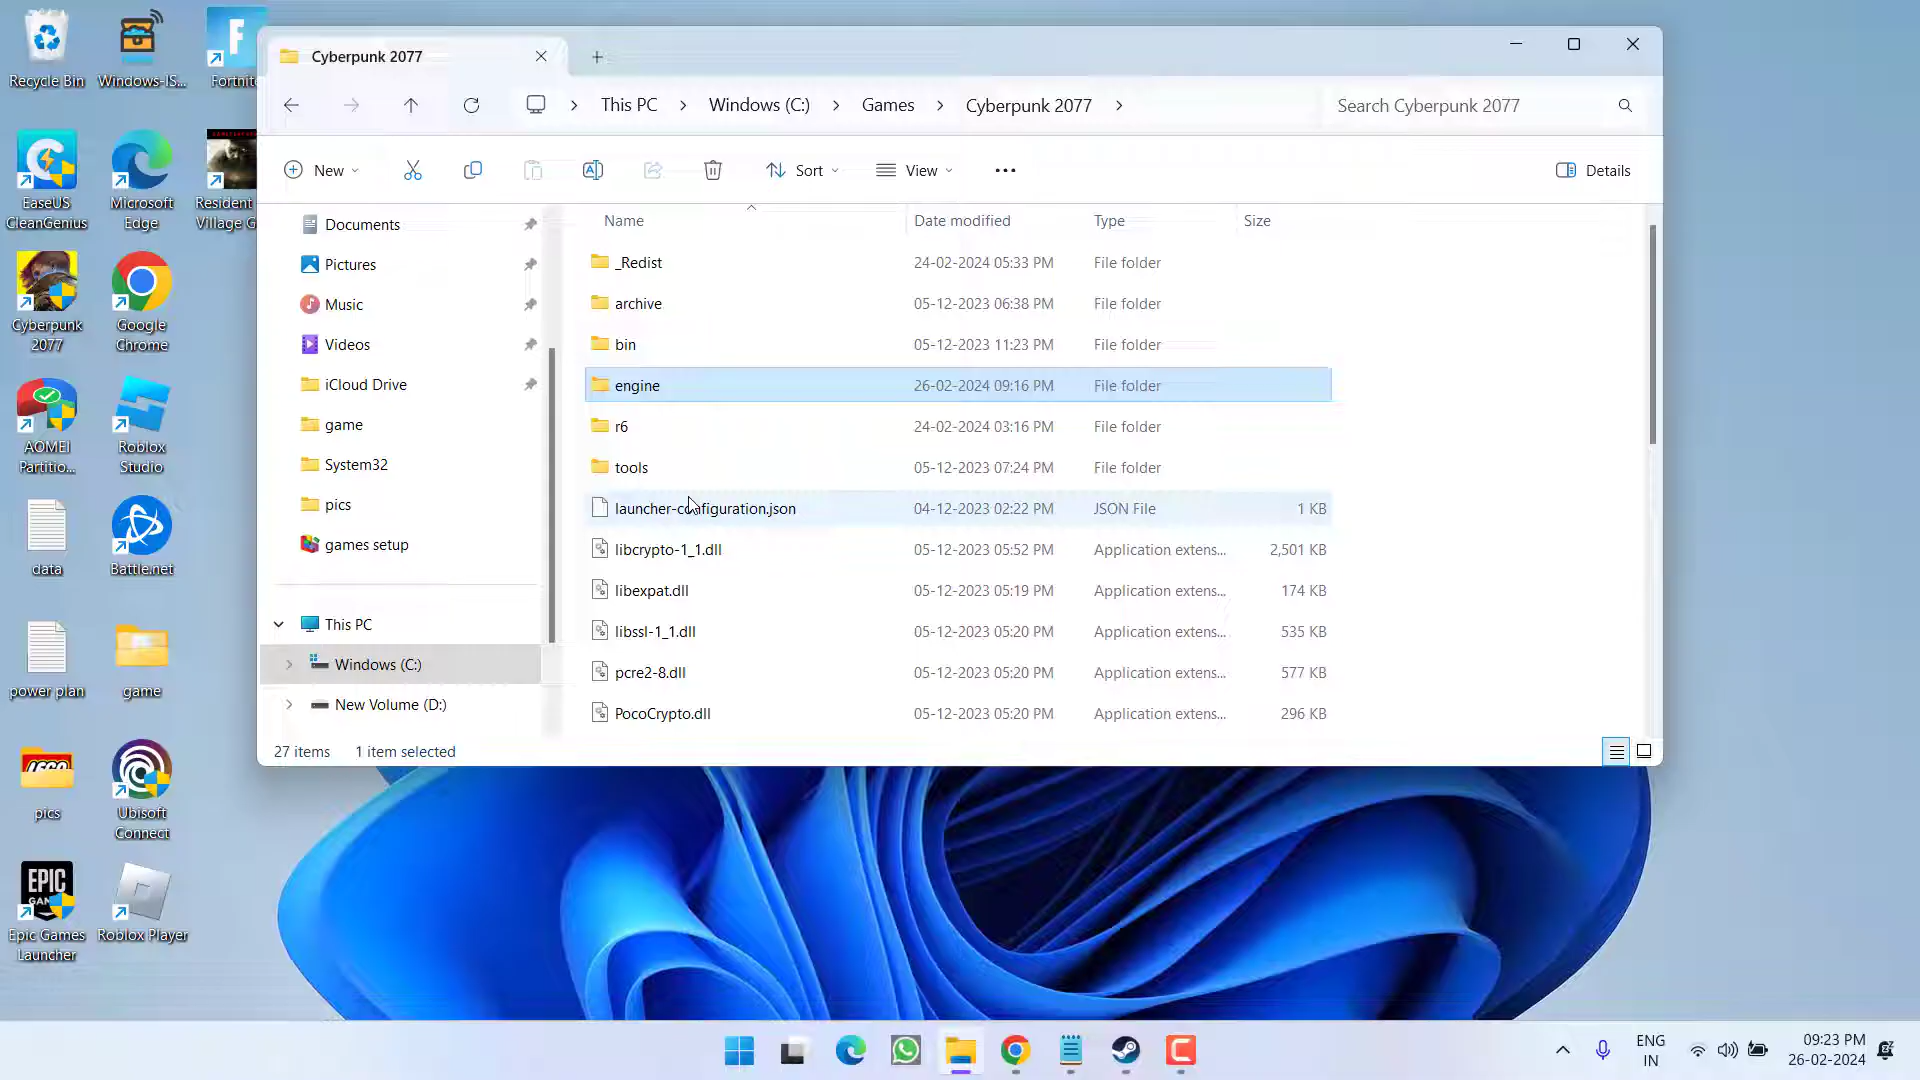 Recycle Bin
Windows-IS...
Fortnite
EaseUS
CleanGenius
Microsoft
Edge
Resident
Village G
Cyberpunk
2077
Google
Chrome
AOMEI
Partitio...
Roblox
Studio
data
Battle.net
power plan
game
pics
Ubisoft
Connect
EPIC
Epic Games
Launcher
Roblox Player
Cyberpunk 2077
This PC
Windows (C:)
Games
Cyberpunk 2077
Search Cyberpunk 2077
New
Sort
View
Details
Documents
Pictures
Music
Videos
iCloud Drive
game
System32
pics
games setup
This PC
Windows (C:)
New Volume (D:)
Name Date modified Type Size
_Redist 24-02-2024 05:33 PM File folder
archive 05-12-2023 06:38 PM File folder
bin 05-12-2023 11:23 PM File folder
engine 26-02-2024 09:16 PM File folder
r6 24-02-2024 03:16 PM File folder
tools 05-12-2023 07:24 PM File folder
launcher-configuration.json 04-12-2023 02:22 PM JSON File 1 KB
libcrypto-1_1.dll 05-12-2023 05:52 PM Application extens... 2,501 KB
libexpat.dll 05-12-2023 05:19 PM Application extens... 174 KB
libssl-1_1.dll 05-12-2023 05:20 PM Application extens... 535 KB
pcre2-8.dll 05-12-2023 05:20 PM Application extens... 577 KB
PocoCrypto.dll 05-12-2023 05:20 PM Application extens... 296 KB
27 items 1 item selected
ENG
IN
09:23 PM
26-02-2024